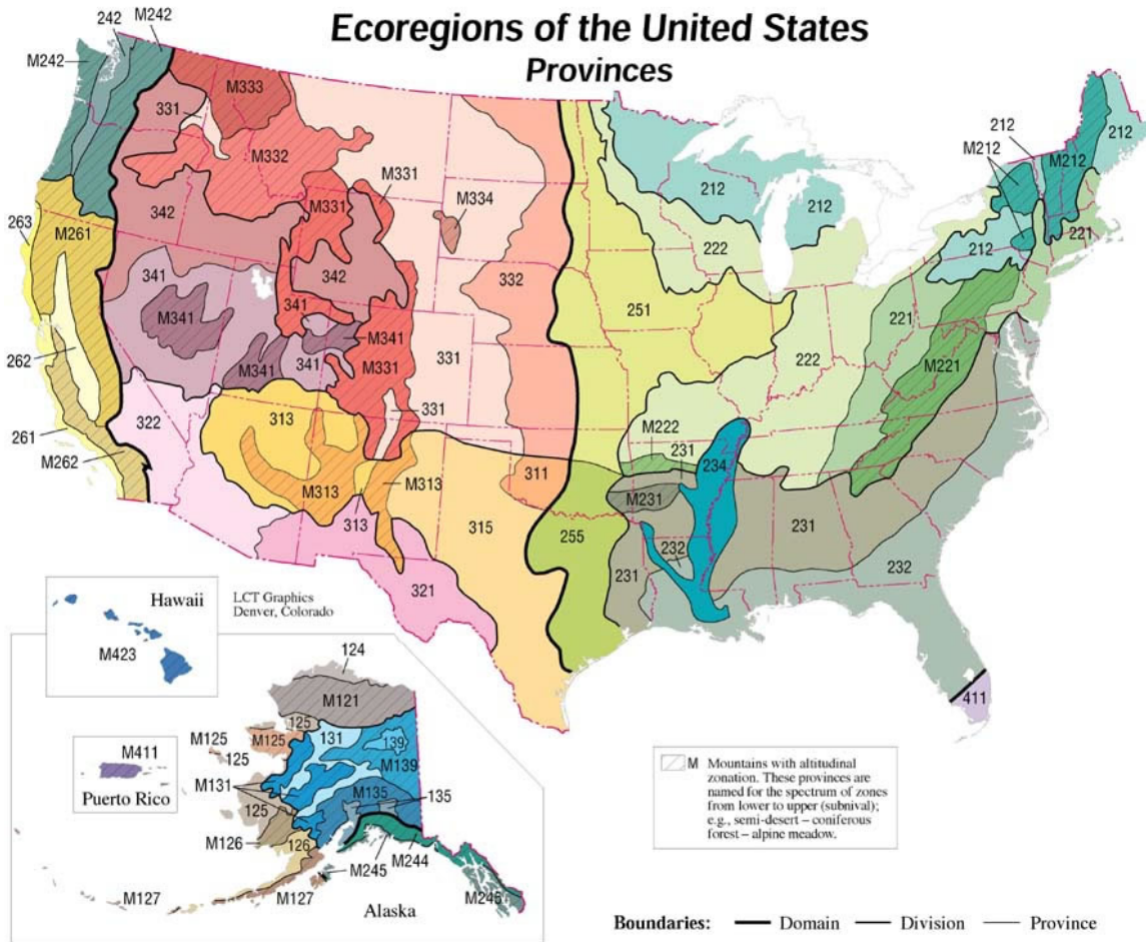 Ecoregions of the United States
Provinces
242
M242
M242
M333
331
M332
M331
M331
M334
342
263
M261
341
M341
341
342
332
M341
262
M341
341
M331
331
331
322
313
261
M262
M313
M313
311
313
315
321
212
212
222
251
222
M222
231
234
M231
255
232
231
231
232
411
212
M212
M212
212
212
221
221
M221
Hawaii
M423
LCT Graphics
Denver, Colorado
124
M121
125
M125
M125
125
131
139
M139
M131
M135
135
125
M126
126
M245
M244
M245
M127
M127
Alaska
M411
Puerto Rico
M Mountains with altitudinal
zonation. These provinces are
named for the spectrum of zones
from lower to upper (subnival);
e.g., semi-desert – coniferous
forest – alpine meadow.
Boundaries: Domain Division Province